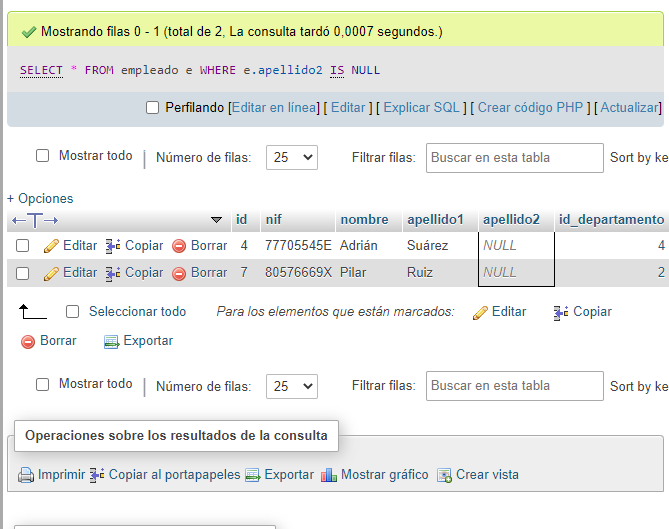 Mostrando filas 0 - 1 (total de 2, La consulta tardó 0,0007 segundos.)
SELECT * FROM empleado e WHERE e.apellido2 IS NULL
Perfilando [Editar en línea] [ Editar ] [ Explicar SQL ] [ Crear código PHP ] [ Actualizar]
Mostrar todo | Número de filas: 25 Filtrar filas: Buscar en esta tabla Sort by ke
+ Opciones
←T→ id nif nombre apellido1 apellido2 id_departamento
Editar Copiar Borrar 4 77705545E Adrián Suárez NULL 4
Editar Copiar Borrar 7 80576669X Pilar Ruiz NULL 2
Seleccionar todo Para los elementos que están marcados: Editar Copiar
Borrar Exportar
Mostrar todo | Número de filas: 25 Filtrar filas: Buscar en esta tabla Sort by ke
Operaciones sobre los resultados de la consulta
Imprimir Copiar al portapapeles Exportar Mostrar gráfico Crear vista